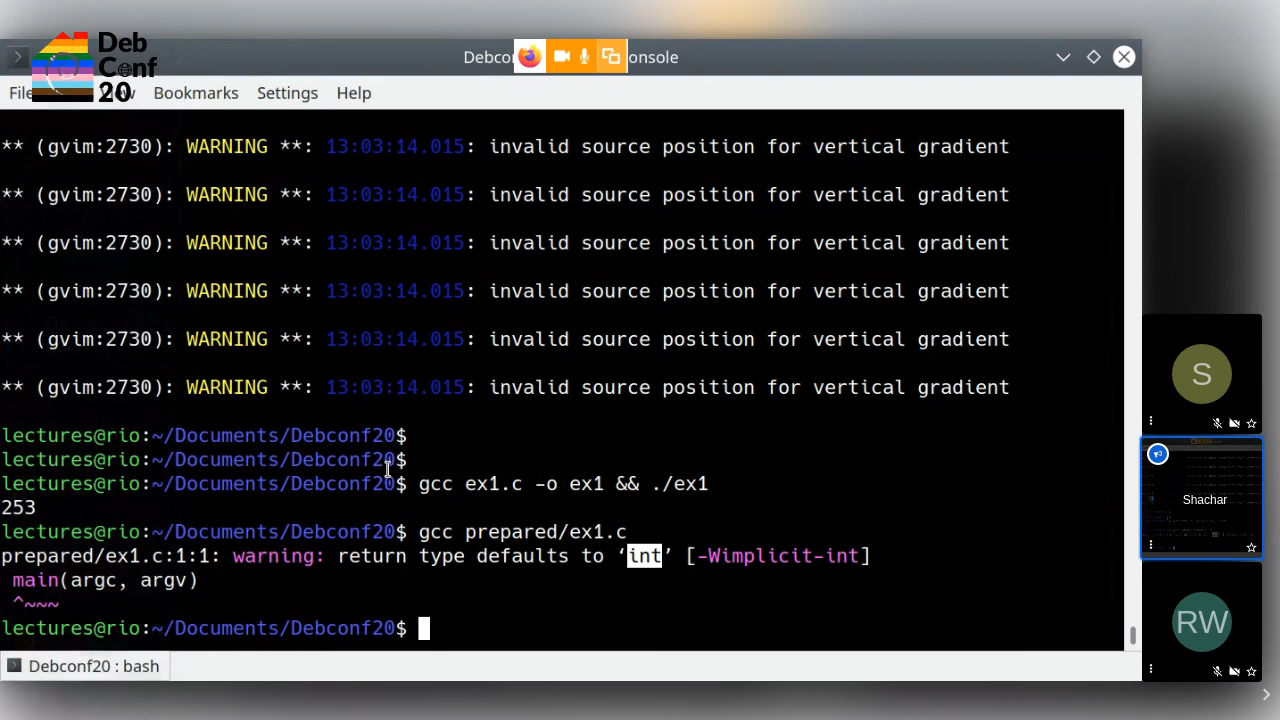 Deb
Conf
20
Debcon
onsole
File
View
Bookmarks
Settings
Help
** (gvim:2730): WARNING **: 13:03:14.015: invalid source position for vertical gradient
** (gvim:2730): WARNING **: 13:03:14.015: invalid source position for vertical gradient
** (gvim:2730): WARNING **: 13:03:14.015: invalid source position for vertical gradient
** (gvim:2730): WARNING **: 13:03:14.015: invalid source position for vertical gradient
** (gvim:2730): WARNING **: 13:03:14.015: invalid source position for vertical gradient
** (gvim:2730): WARNING **: 13:03:14.015: invalid source position for vertical gradient
lectures@rio:~/Documents/Debconf20$
lectures@rio:~/Documents/Debconf20$
lectures@rio:~/Documents/Debconf20$ gcc ex1.c -o ex1 && ./ex1
253
lectures@rio:~/Documents/Debconf20$ gcc prepared/ex1.c
prepared/ex1.c:1:1: warning: return type defaults to ‘int’ [-Wimplicit-int]
 main(argc, argv)
 ^~~~
lectures@rio:~/Documents/Debconf20$
Debconf20 : bash
S
Shachar
RW